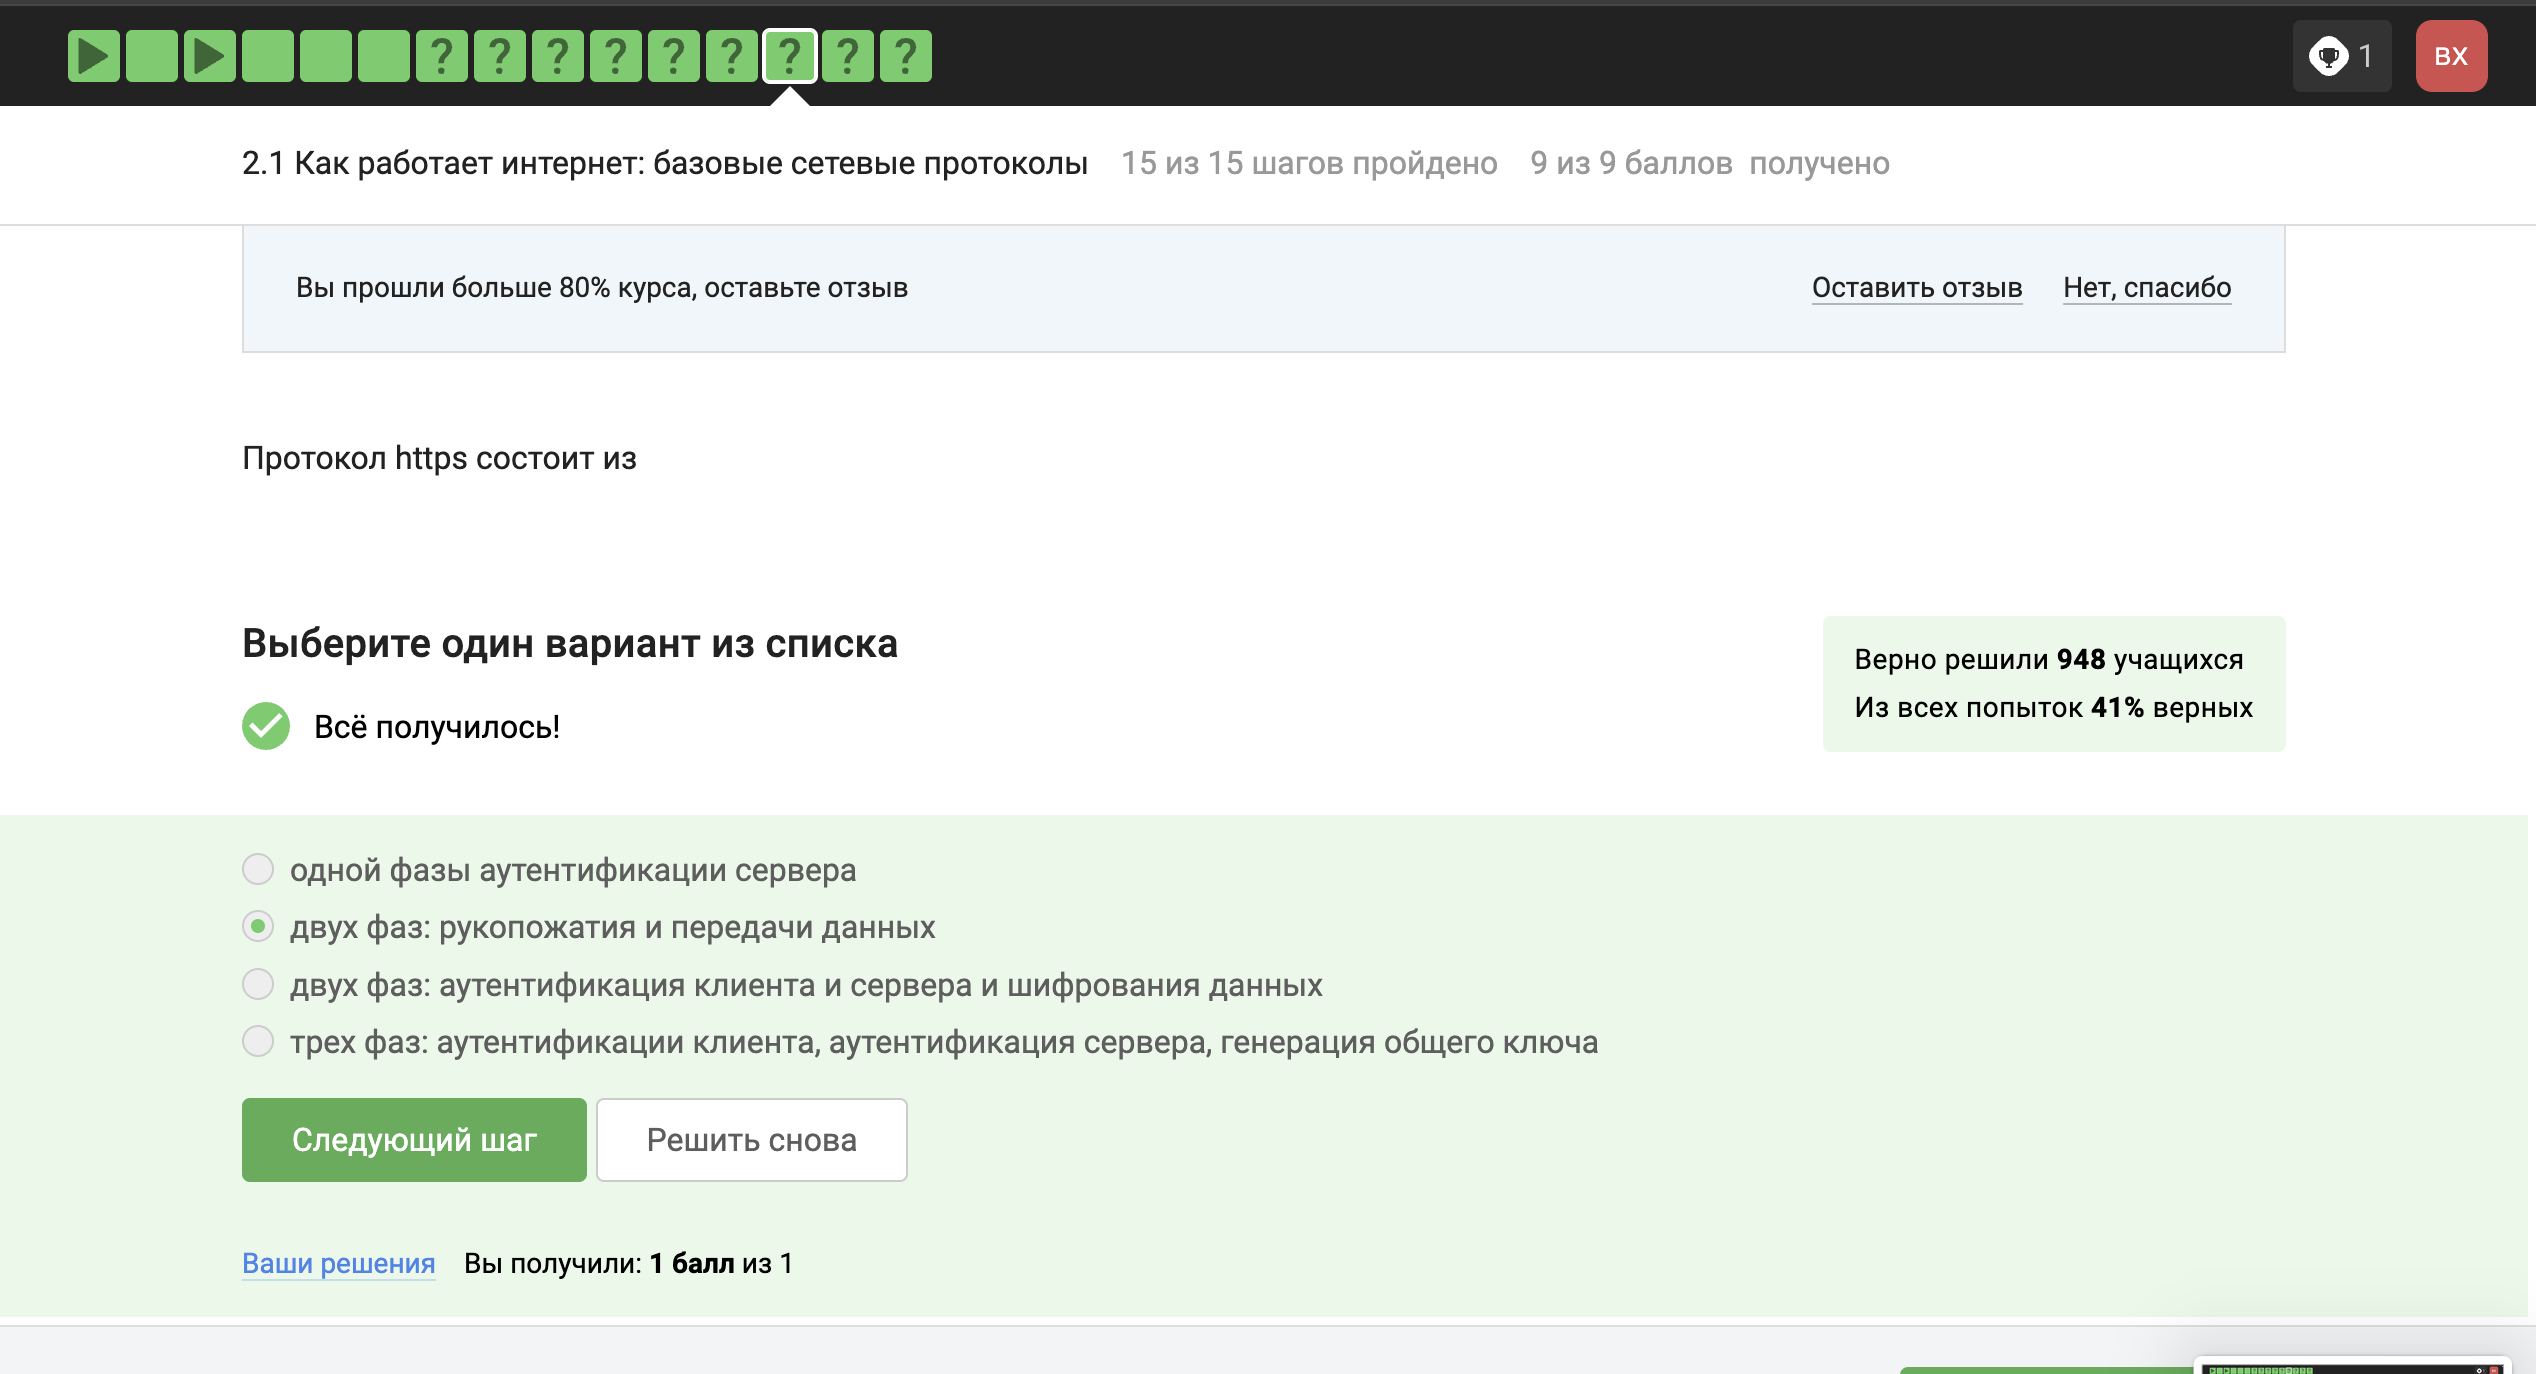 ? ? ? ? ? ? ? ? ?
1
ВХ
2.1 Как работает интернет: базовые сетевые протоколы 15 из 15 шагов пройдено 9 из 9 баллов получено
Вы прошли больше 80% курса, оставьте отзыв Оставить отзыв Нет, спасибо
Протокол https состоит из
Выберите один вариант из списка
Всё получилось!
Верно решили 948 учащихся
Из всех попыток 41% верных
одной фазы аутентификации сервера
двух фаз: рукопожатия и передачи данных
двух фаз: аутентификация клиента и сервера и шифрования данных
трех фаз: аутентификации клиента, аутентификация сервера, генерация общего ключа
Следующий шаг Решить снова
Ваши решения Вы получили: 1 балл из 1